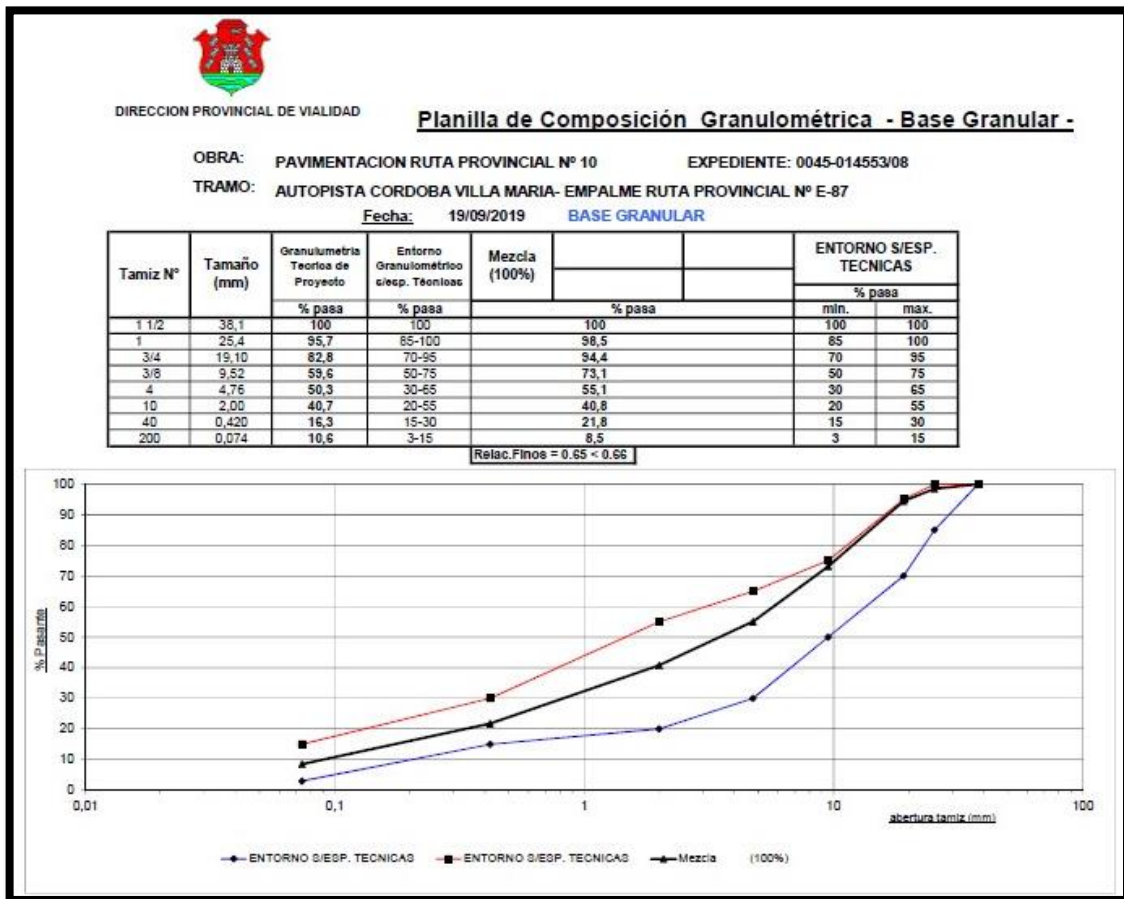 DIRECCION PROVINCIAL DE VIALIDAD
Planilla de Composición Granulométrica - Base Granular -
OBRA: PAVIMENTACION RUTA PROVINCIAL Nº 10 EXPEDIENTE: 0045-014553/08
TRAMO: AUTOPISTA CORDOBA VILLA MARIA- EMPALME RUTA PROVINCIAL Nº E-87
Fecha: 19/09/2019 BASE GRANULAR
Tamiz Nº Tamaño (mm) Granulumetria Teorica de Proyecto Entorno Granulométrico s/esp. Técnicas Mezcla (100%) ENTORNO S/ESP. TECNICAS
% pasa
% pasa % pasa % pasa min. max.
1 1/2 38,1 100 100 100 100 100
1 25,4 95,7 85-100 98,5 85 100
3/4 19,10 82,8 70-95 94,4 70 95
3/8 9,52 59,6 50-75 73,1 50 75
4 4,76 50,3 30-65 55,1 30 65
10 2,00 40,7 20-55 40,8 20 55
40 0,420 16,3 15-30 21,8 15 30
200 0,074 10,6 3-15 8,5 3 15
Relac.Finos = 0.65 < 0.66
100
90
80
70
60
50
40
30
20
10
0
% Pasante
0,01 0,1 1 10 100
abertura tamiz (mm)
ENTORNO S/ESP. TECNICAS ENTORNO S/ESP. TECNICAS Mezcla (100%)